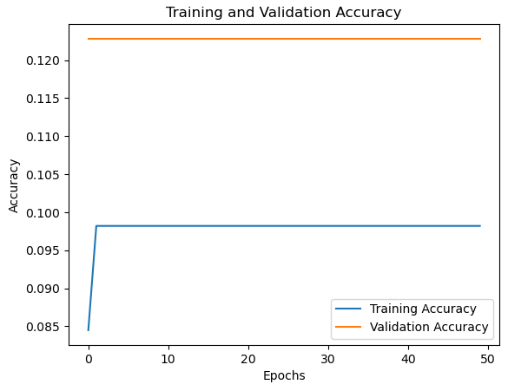 Training and Validation Accuracy
Accuracy
0.120
0.115
0.110
0.105
0.100
0.095
0.090
0.085
0
10
20
30
40
50
Epochs
Training Accuracy
Validation Accuracy